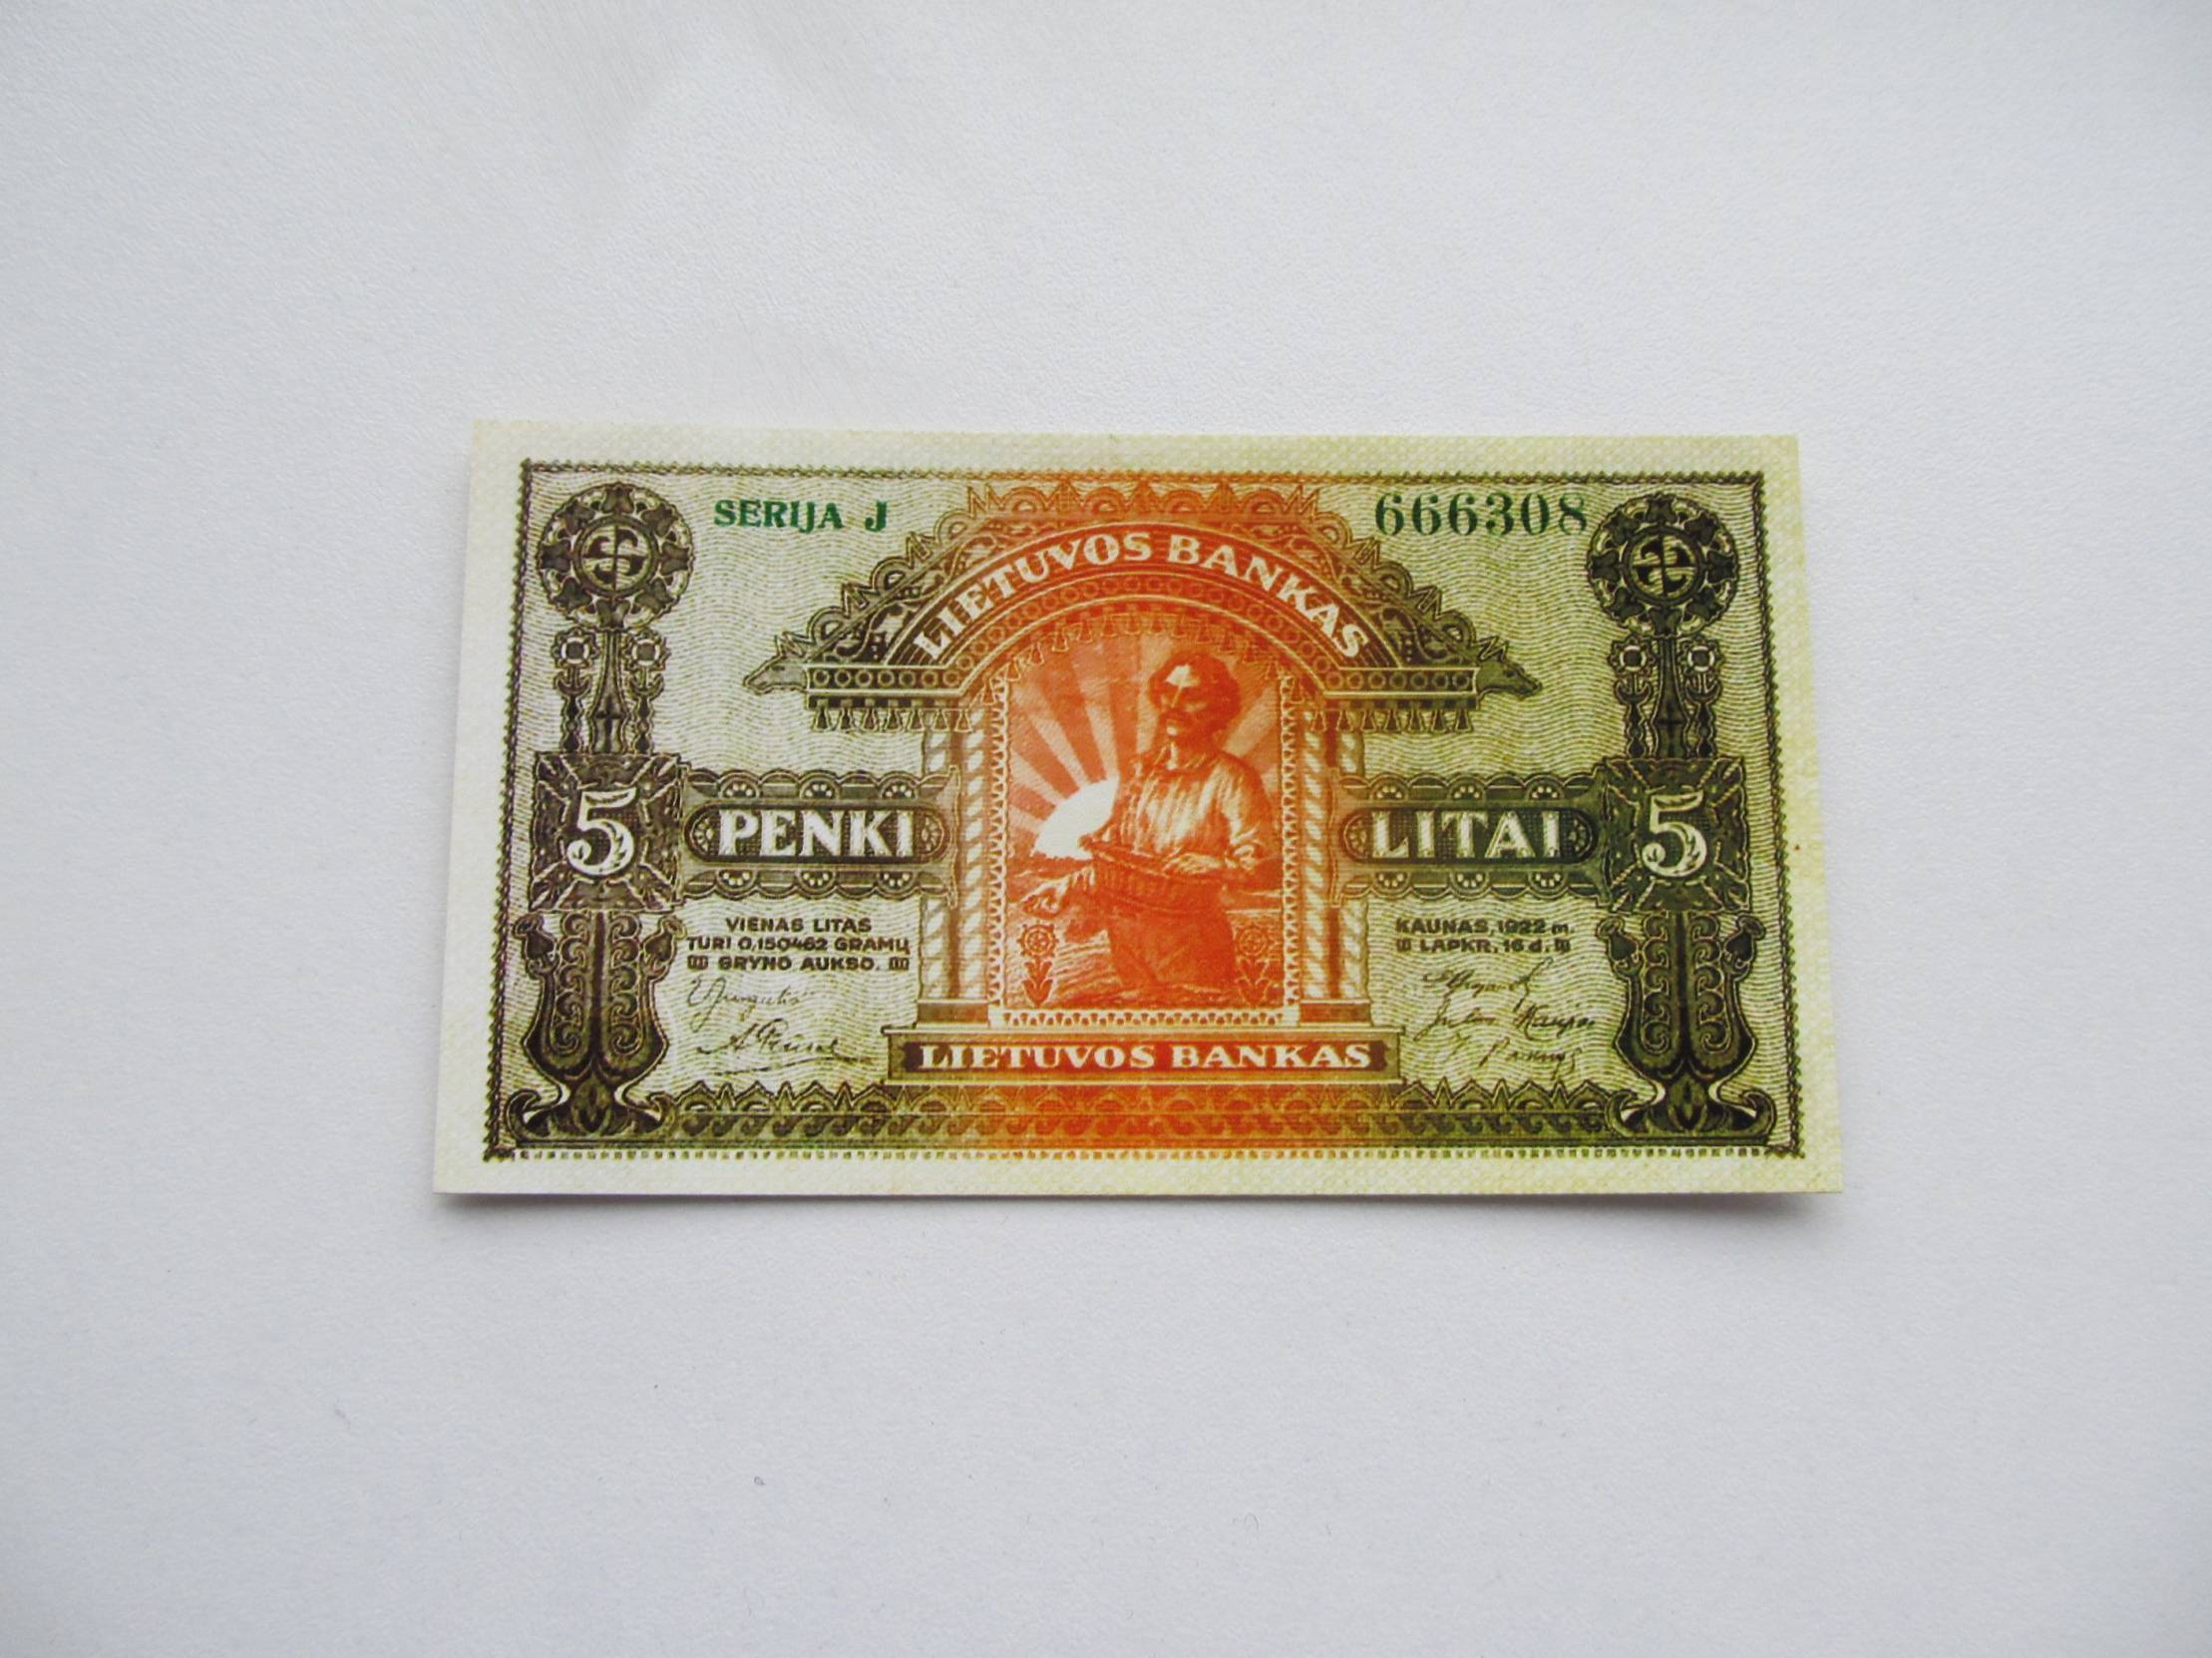 SERIJA J
666308
LIETUVOS BANKAS
5
PENKI
LITAI
5
VIENAS LITAS
TURI 0,150462 GRAMŲ
GRYNO AUKSO.
KAUNAS, 1922 m.
LAPKR. 16 d.
LIETUVOS BANKAS